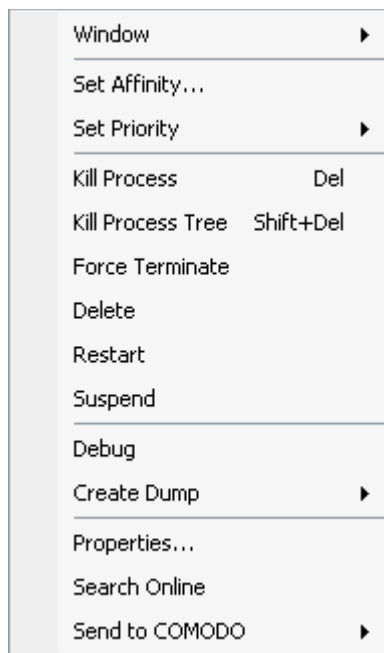 Window
Set Affinity...
Set Priority
Kill Process Del
Kill Process Tree Shift+Del
Force Terminate
Delete
Restart
Suspend
Debug
Create Dump
Properties...
Search Online
Send to COMODO